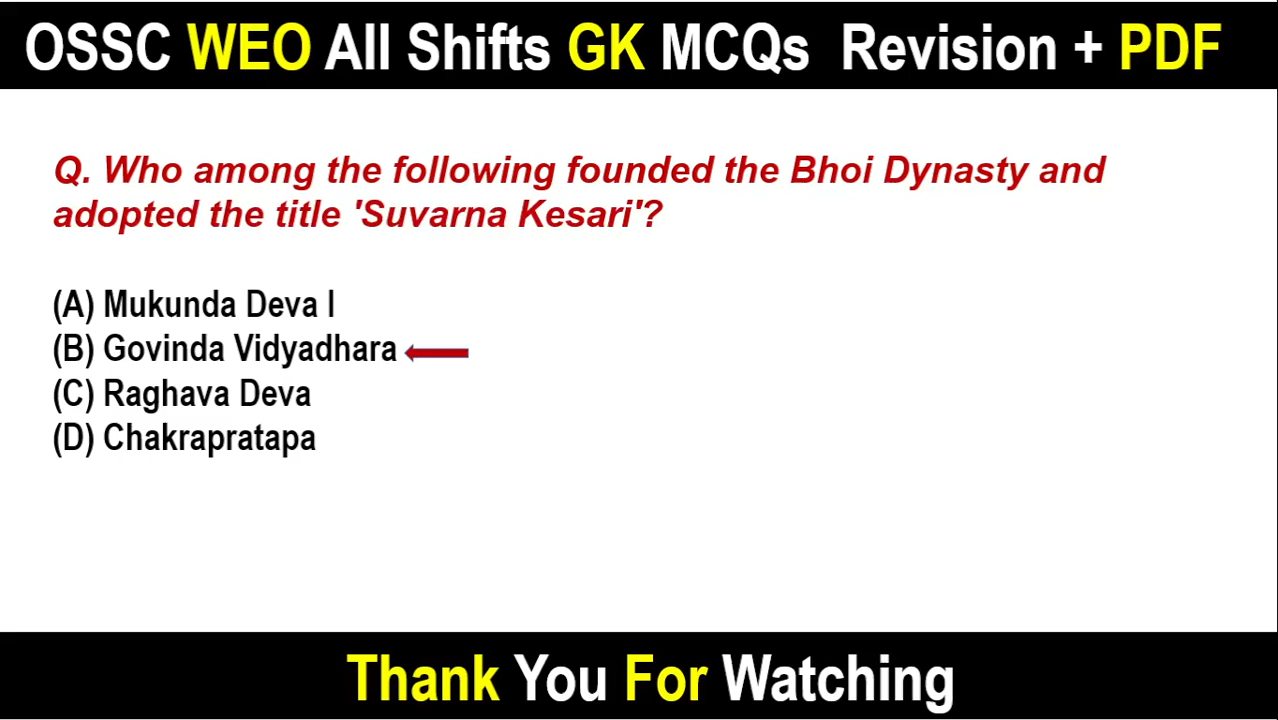 OSSC WEO All Shifts GK MCQs Revision + PDF
Q. Who among the following founded the Bhoi Dynasty and
adopted the title 'Suvarna Kesari'?
(A) Mukunda Deva I
(B) Govinda Vidyadhara
(C) Raghava Deva
(D) Chakrapratapa
Thank You For Watching